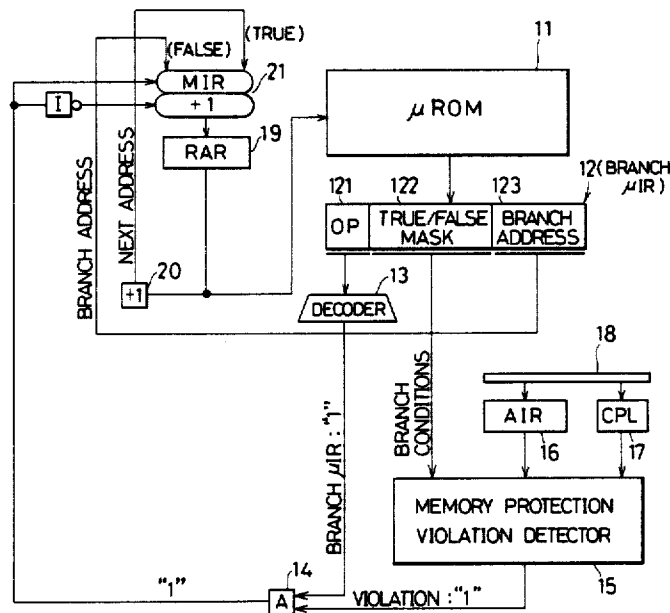 (TRUE)
(FALSE)
11
MIR
21
+1
I
μROM
19
RAR
BRANCH ADDRESS
NEXT ADDRESS
121
122
123
12 (BRANCH
μIR)
OP
TRUE/FALSE
MASK
BRANCH
ADDRESS
20
+1
13
DECODER
18
BRANCH
CONDITIONS
AIR
CPL
16
17
BRANCH μIR : "1"
MEMORY PROTECTION
VIOLATION DETECTOR
15
"1"
14
A
VIOLATION : "1"